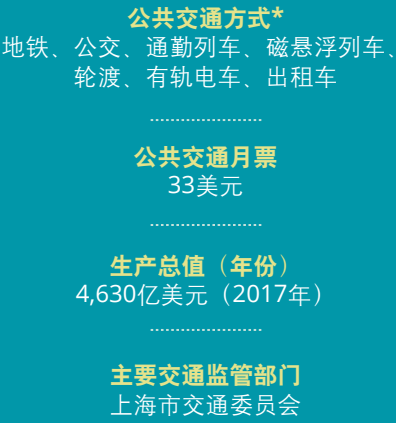 公共交通方式*
地铁、公交、通勤列车、磁悬浮列车、
轮渡、有轨电车、出租车
公共交通月票
33美元
生产总值（年份）
4,630亿美元（2017年）
主要交通监管部门
上海市交通委员会